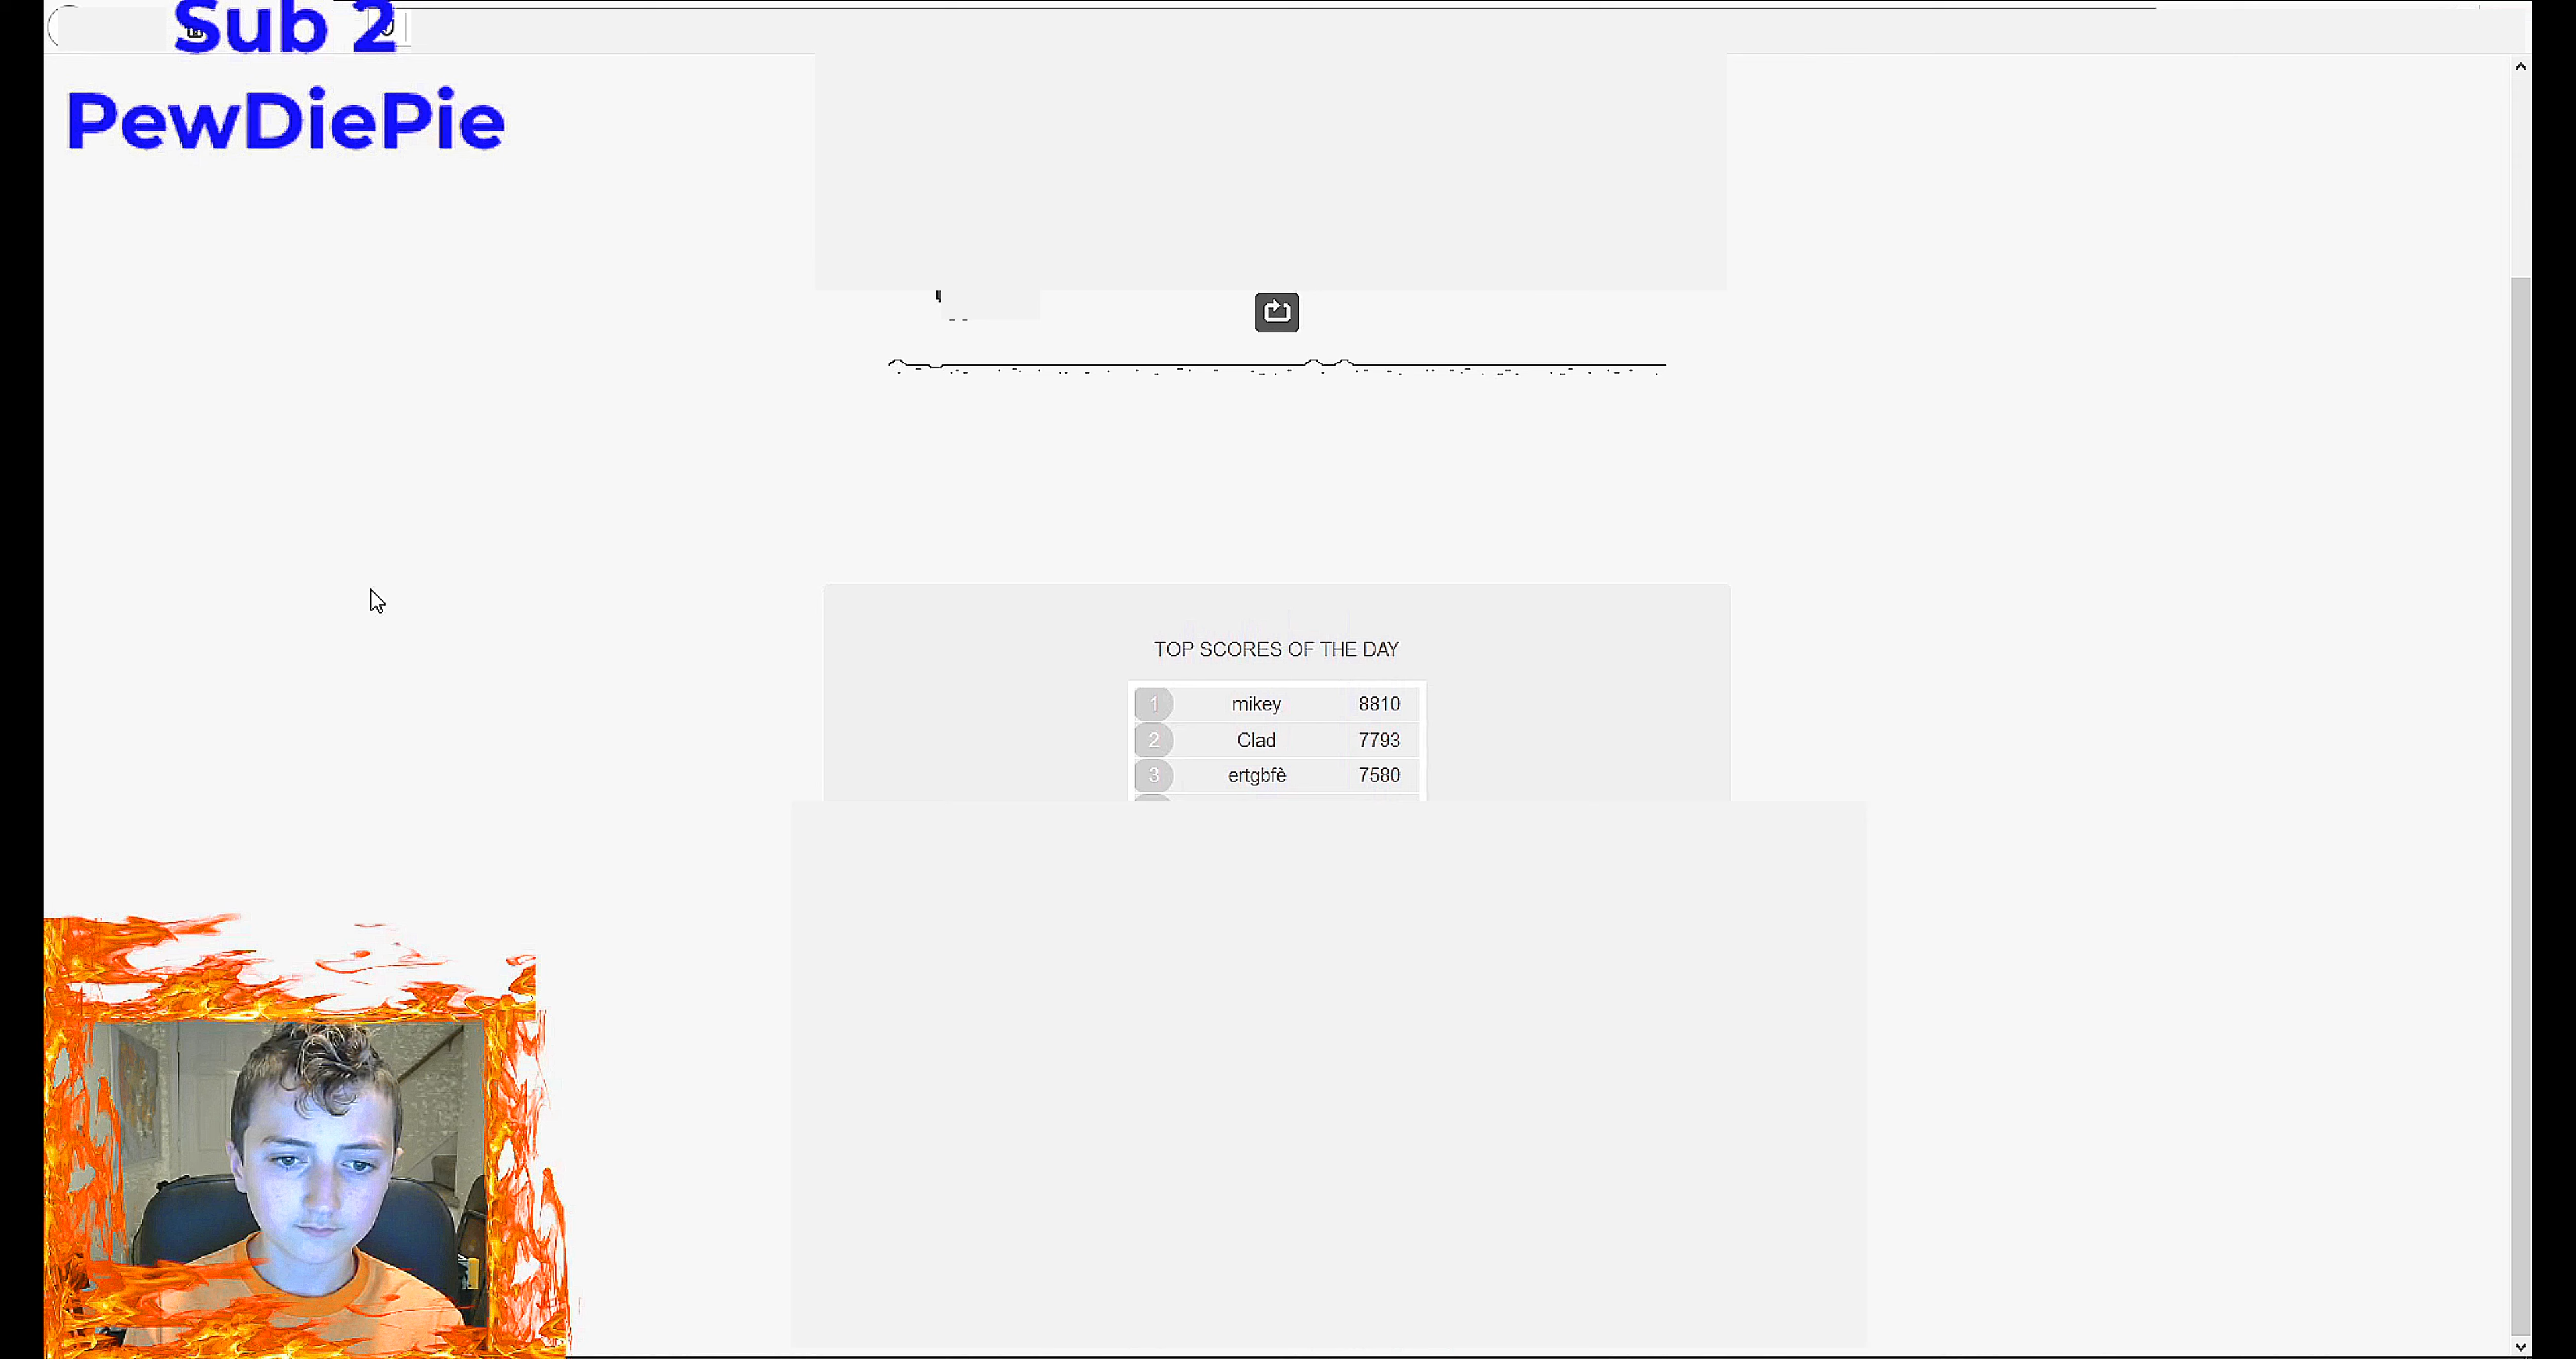 Sub 2
PewDiePie
TOP SCORES OF THE DAY
1 mikey 8810
2 Clad 7793
3 ertgbfè 7580